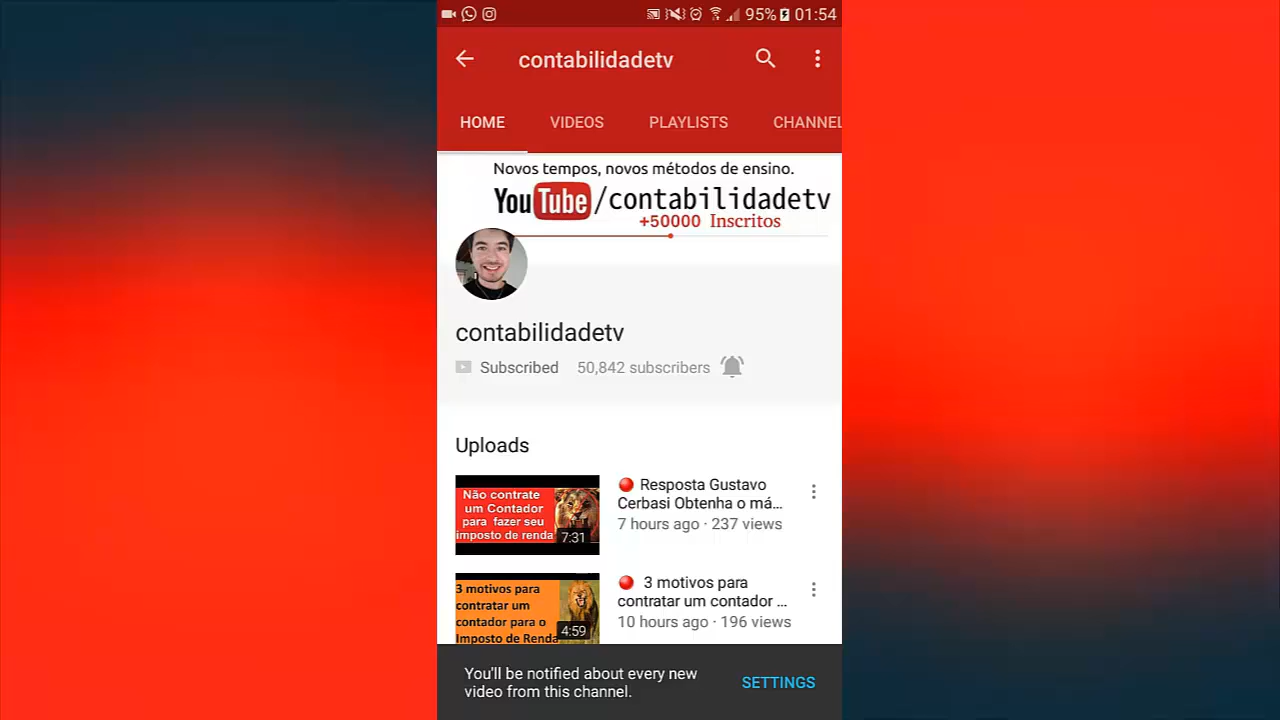 95% 01:54
contabilidadetv
HOME VIDEOS PLAYLISTS CHANNEL
Novos tempos, novos métodos de ensino.
YouTube/contabilidadetv
+50000 Inscritos
contabilidadetv
Subscribed 50,842 subscribers
Uploads
Não contrate
um Contador
para fazer seu
imposto de renda
7:31
Resposta Gustavo
Cerbasi Obtenha o má...
7 hours ago · 237 views
3 motivos para
contratar um
contador para o
Imposto de Renda
4:59
3 motivos para
contratar um contador ...
10 hours ago · 196 views
You'll be notified about every new
video from this channel.
SETTINGS